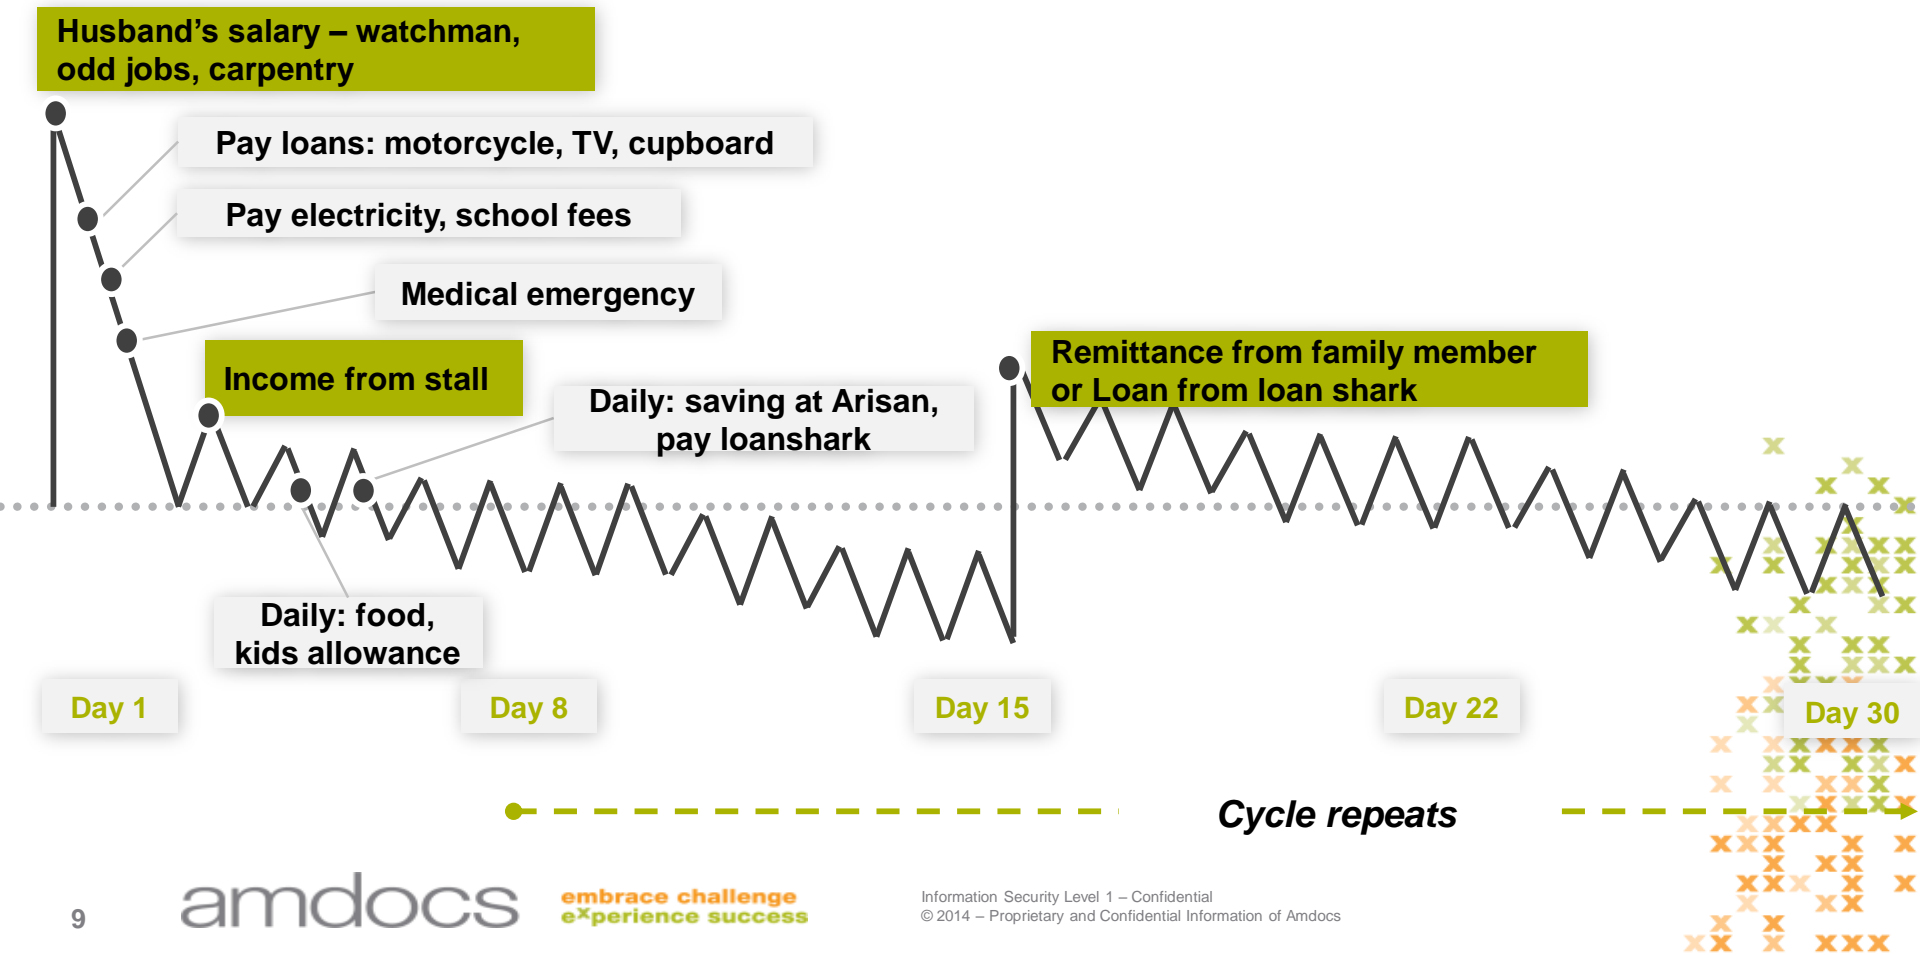 Husband’s salary – watchman,
odd jobs, carpentry
Pay loans: motorcycle, TV, cupboard
Pay electricity, school fees
Medical emergency
Income from stall
Daily: saving at Arisan,
pay loanshark
Remittance from family member
or Loan from loan shark
Daily: food,
kids allowance
Day 1
Day 8
Day 15
Day 22
Day 30
Cycle repeats
9
amdocs
embrace challenge
experience success
Information Security Level 1 – Confidential
© 2014 – Proprietary and Confidential Information of Amdocs